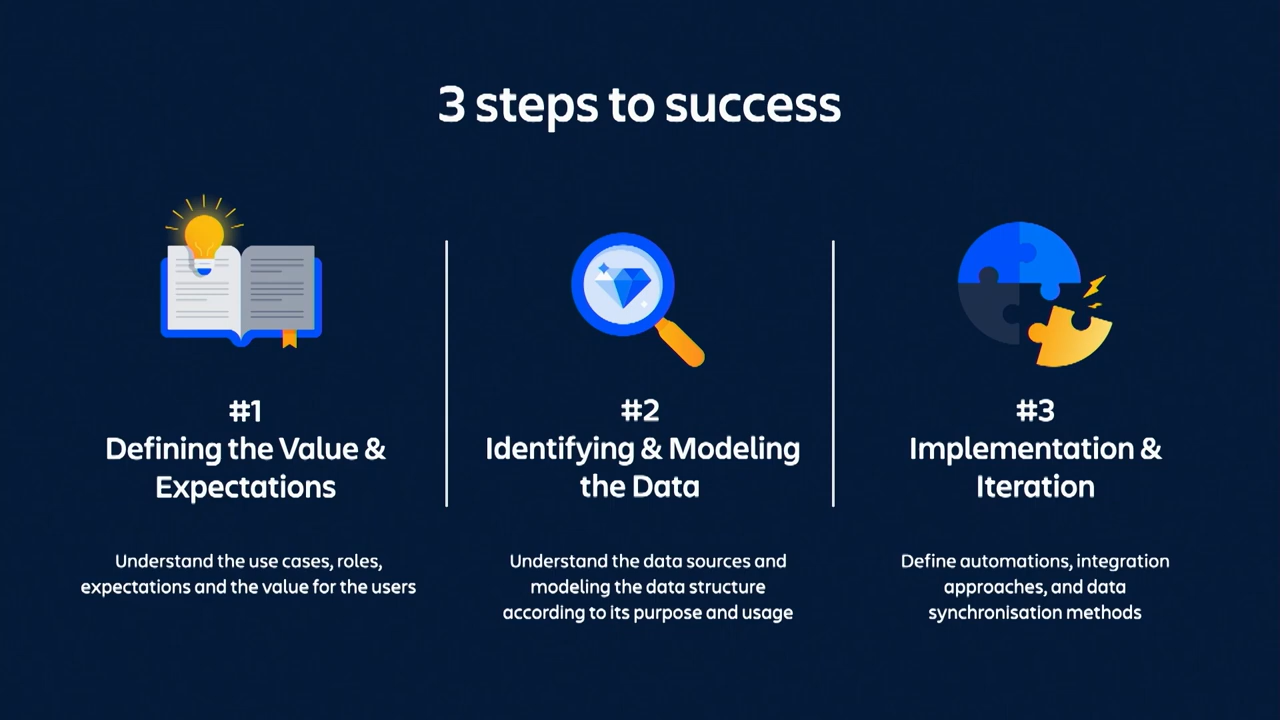 3 steps to success
#1
Defining the Value &
Expectations
Understand the use cases, roles,
expectations and the value for the users
#2
Identifying & Modeling
the Data
Understand the data sources and
modeling the data structure
according to its purpose and usage
#3
Implementation &
Iteration
Define automations, integration
approaches, and data
synchronisation methods